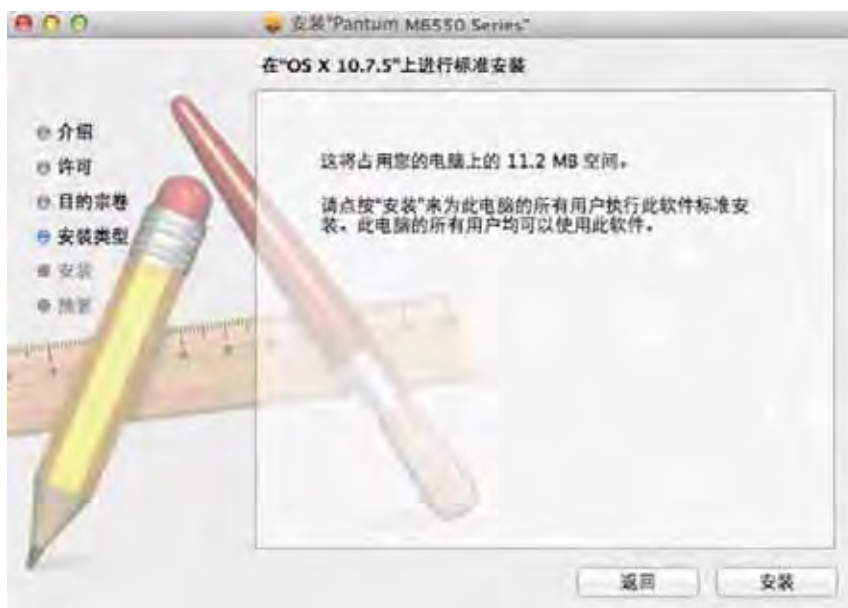 安装"Pantum M6550 Series"
在"OS X 10.7.5"上进行标准安装
介绍
许可
目的宗卷
安装类型
安装
摘要
这将占用您的电脑上的 11.2 MB 空间。
请点按"安装"来为此电脑的所有用户执行此软件标准安
装。此电脑的所有用户均可以使用此软件。
返回
安装